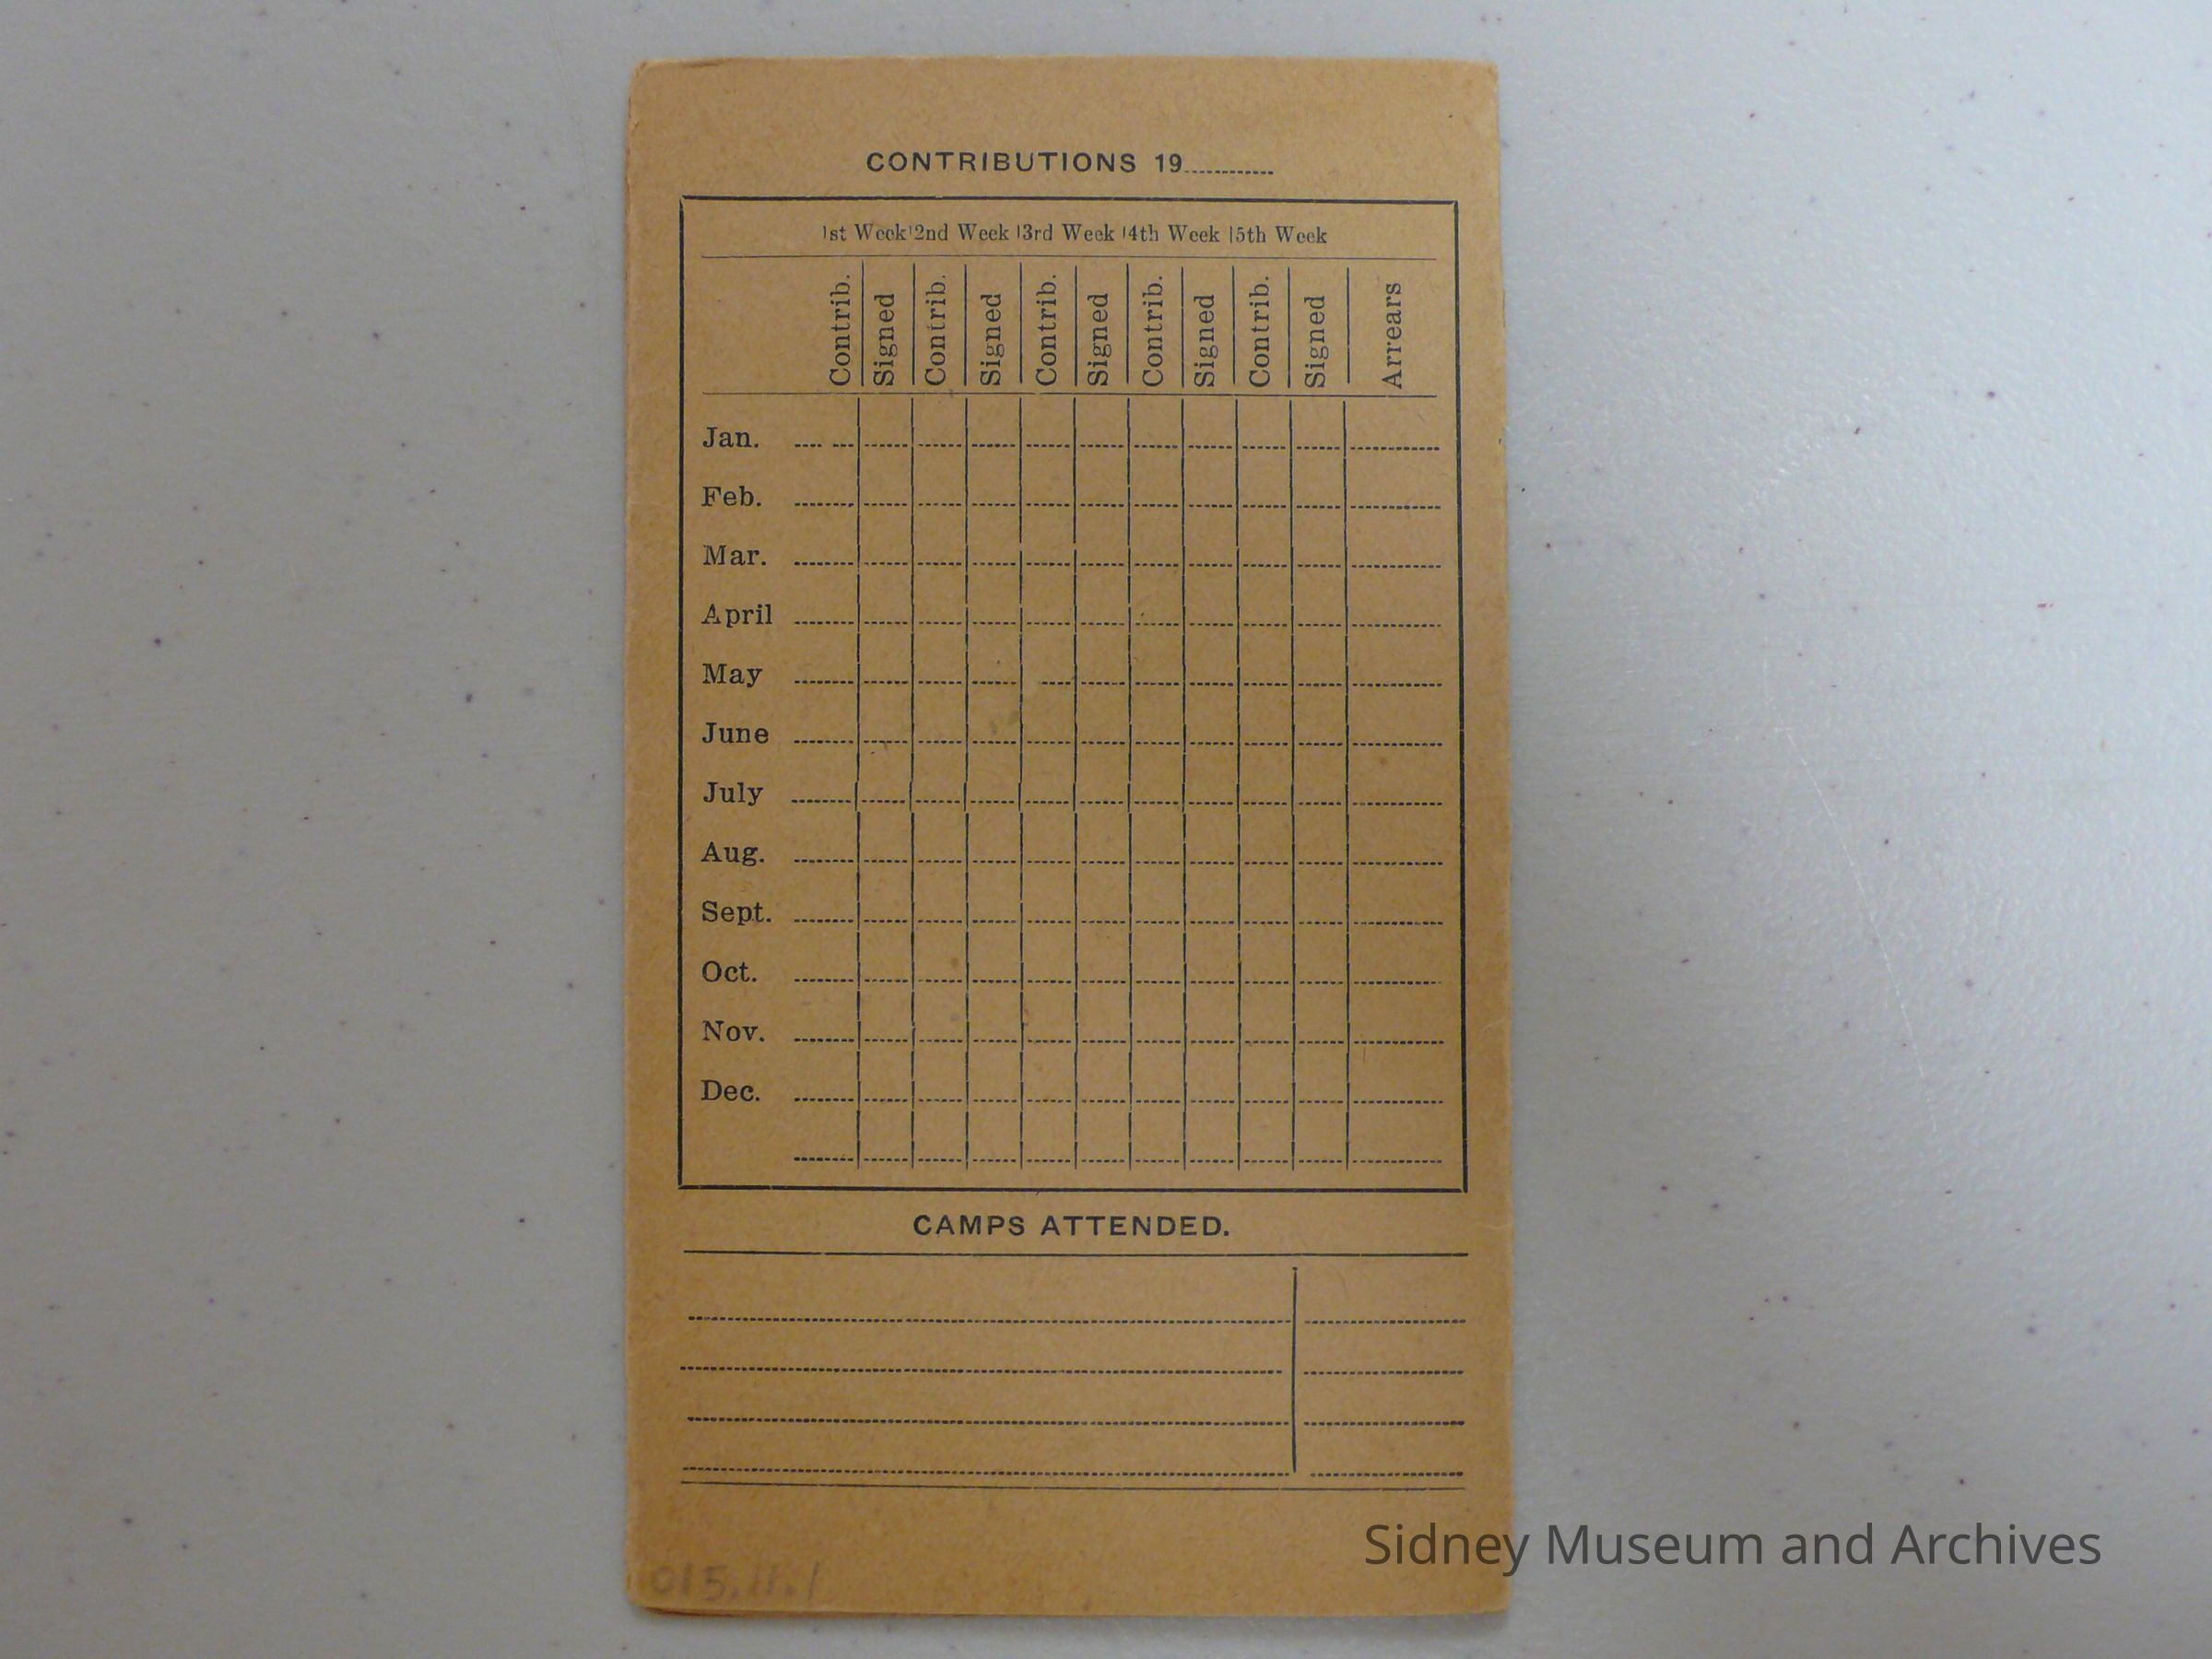 CONTRIBUTIONS 19............
1st Week 2nd Week 3rd Week 4th Week 5th Week
Contrib. Signed Contrib. Signed Contrib. Signed Contrib. Signed Contrib. Signed Arrears
Jan.
Feb.
Mar.
April
May
June
July
Aug.
Sept.
Oct.
Nov.
Dec.
CAMPS ATTENDED.
015.11.1
Sidney Museum and Archives